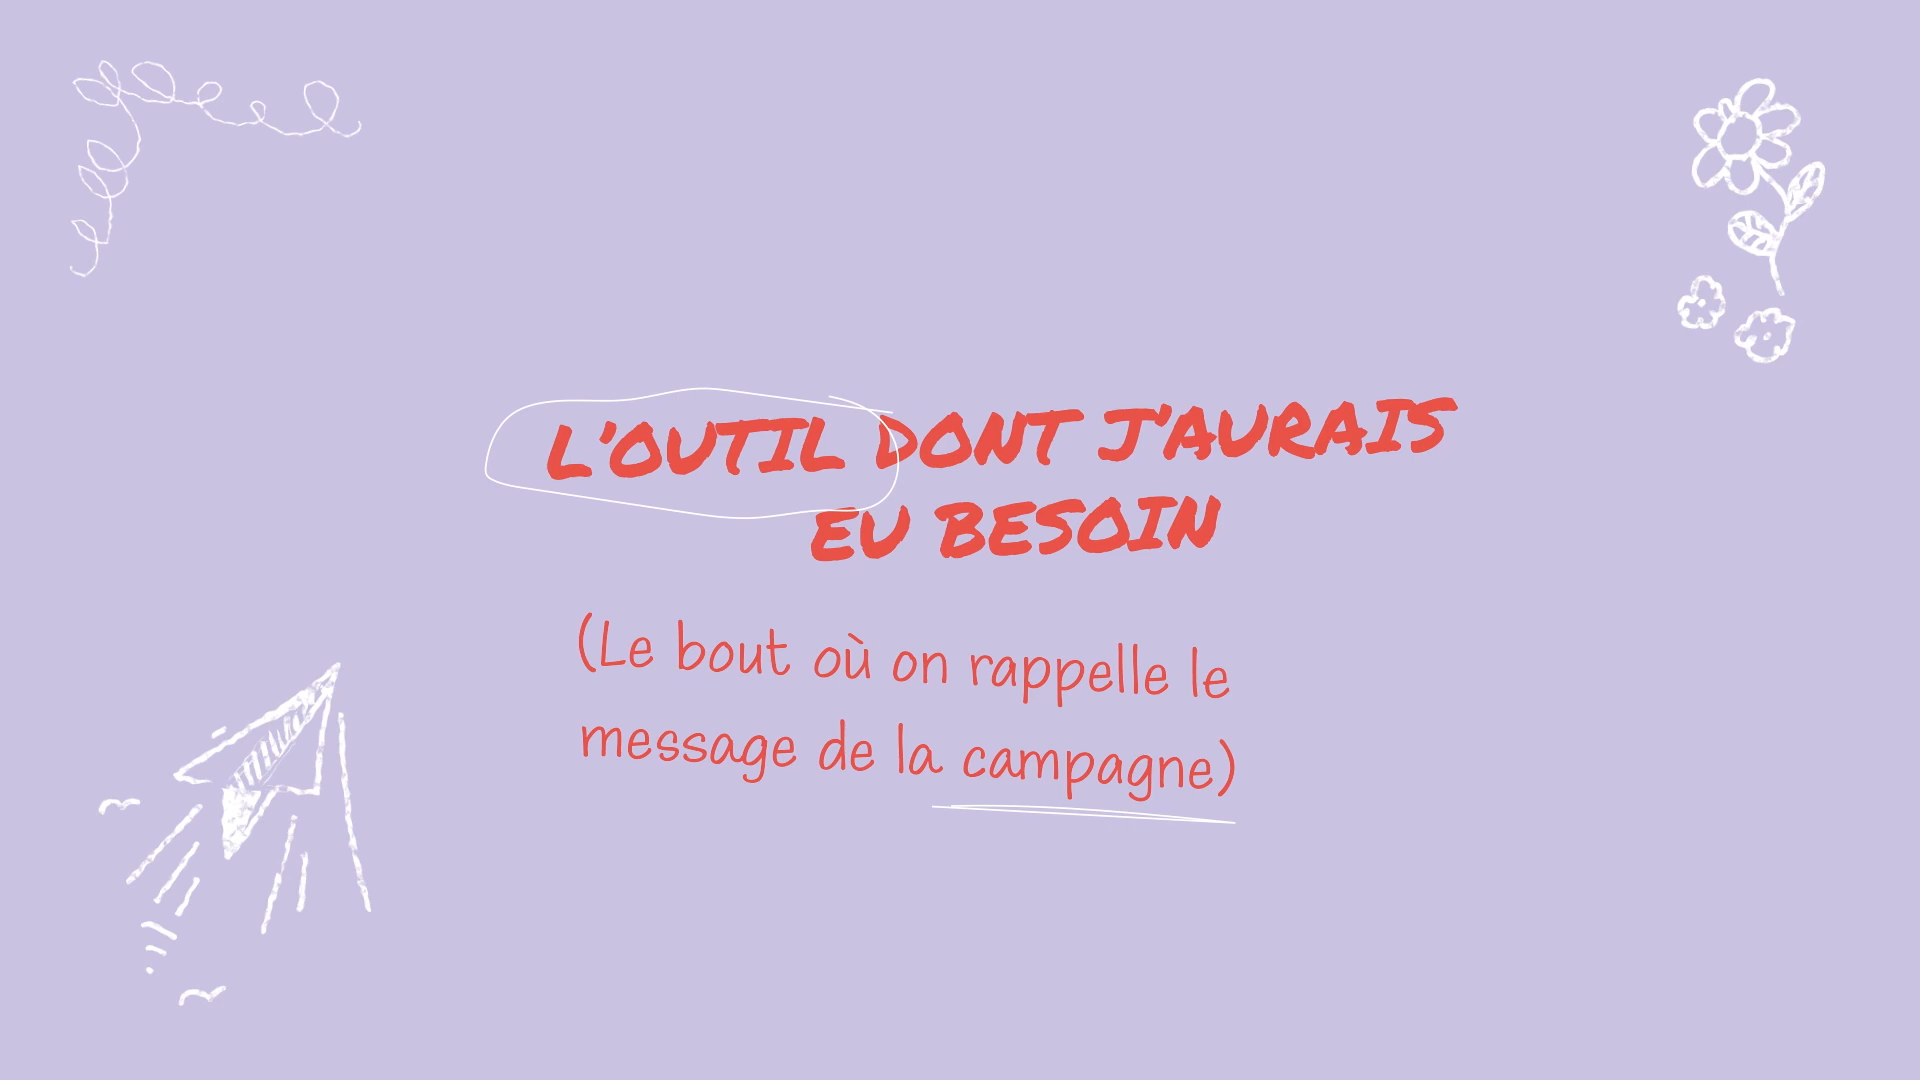 L'OUTIL DONT J'AURAIS
EU BESOIN
(Le bout où on rappelle le
message de la campagne)